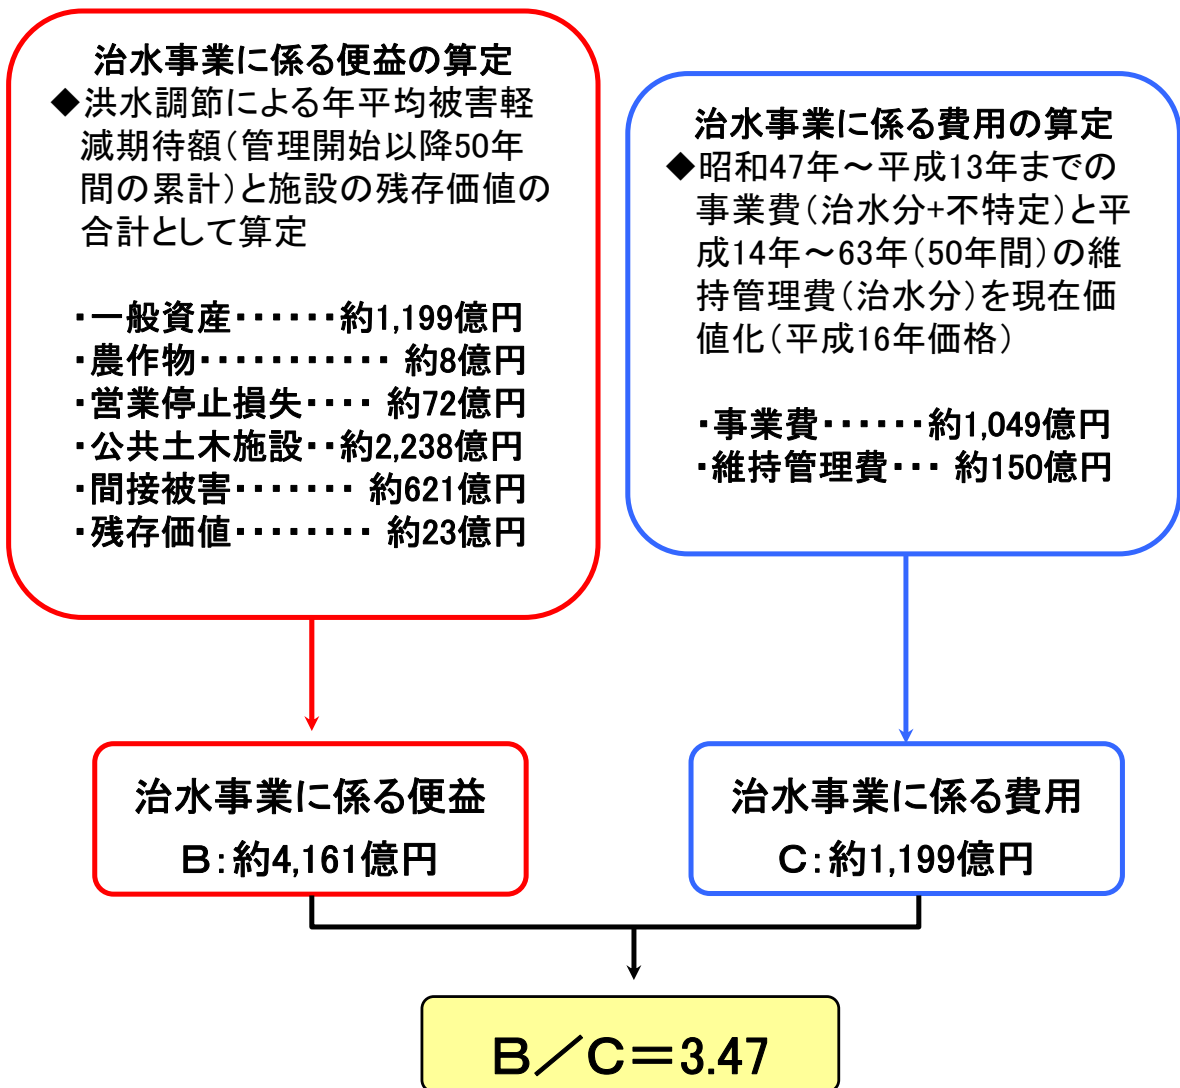 治水事業に係る便益の算定
◆洪水調節による年平均被害軽
減期待額(管理開始以降50年
間の累計)と施設の残存価値の
合計として算定
・一般資産・・・・・・約1,199億円
・農作物・・・・・・・・・・・ 約8億円
・営業停止損失・・・・ 約72億円
・公共土木施設・・約2,238億円
・間接被害・・・・・・・ 約621億円
・残存価値・・・・・・・・ 約23億円
治水事業に係る費用の算定
◆昭和47年～平成13年までの
事業費(治水分+不特定)と平
成14年～63年(50年間)の維
持管理費(治水分)を現在価
値化(平成16年価格)
・事業費・・・・・・約1,049億円
・維持管理費・・・ 約150億円
治水事業に係る便益
B:約4,161億円
治水事業に係る費用
C:約1,199億円
B／C＝3.47